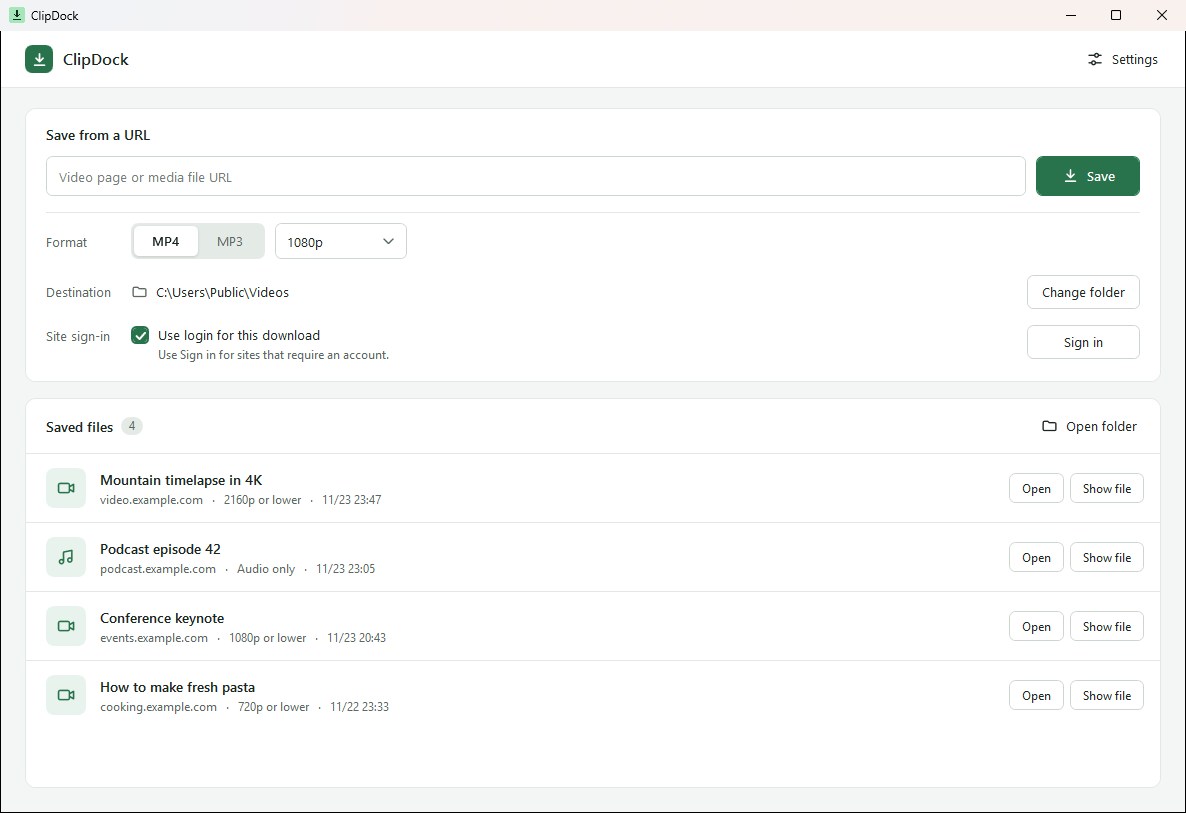 ClipDock
ClipDock
Settings
Save from a URL
Video page or media file URL
Save
Format
MP4
MP3
1080p
Destination
C:\Users\Public\Videos
Change folder
Site sign-in
Use login for this download
Use Sign in for sites that require an account.
Sign in
Saved files 4
Open folder
Mountain timelapse in 4K
video.example.com · 2160p or lower · 11/23 23:47
Open
Show file
Podcast episode 42
podcast.example.com · Audio only · 11/23 23:05
Open
Show file
Conference keynote
events.example.com · 1080p or lower · 11/23 20:43
Open
Show file
How to make fresh pasta
cooking.example.com · 720p or lower · 11/22 23:33
Open
Show file